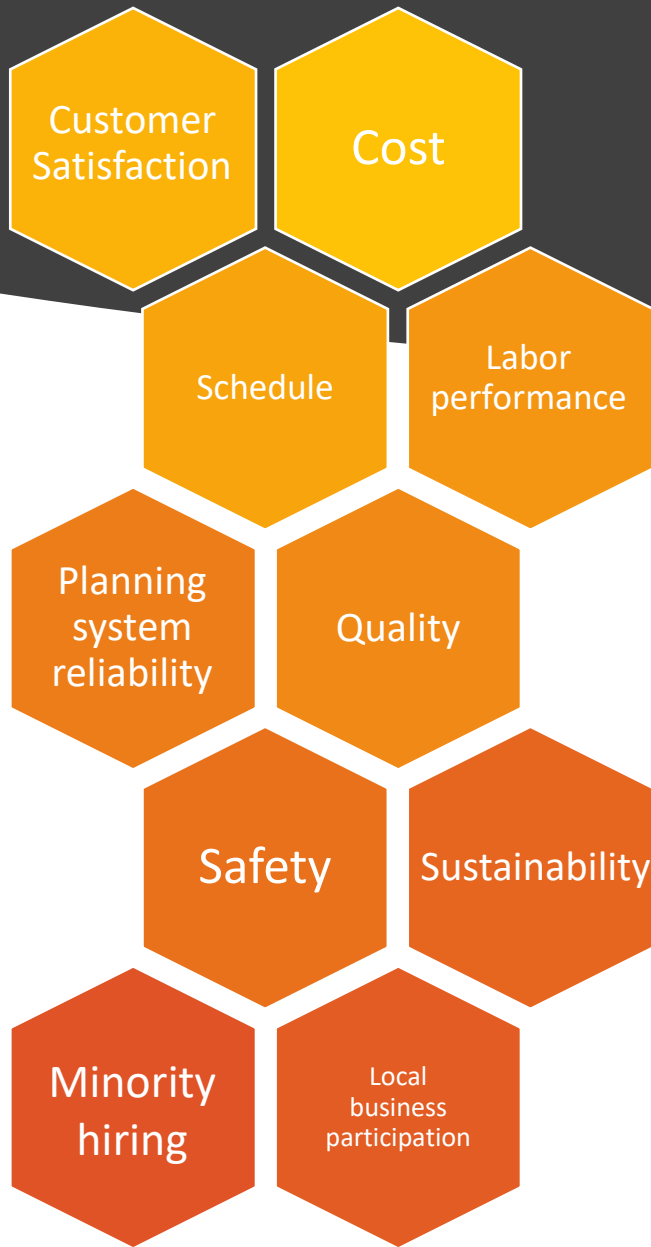 Customer
Satisfaction
Cost
Schedule
Labor
performance
Planning
system
reliability
Quality
Safety
Sustainability
Minority
hiring
Local
business
participation